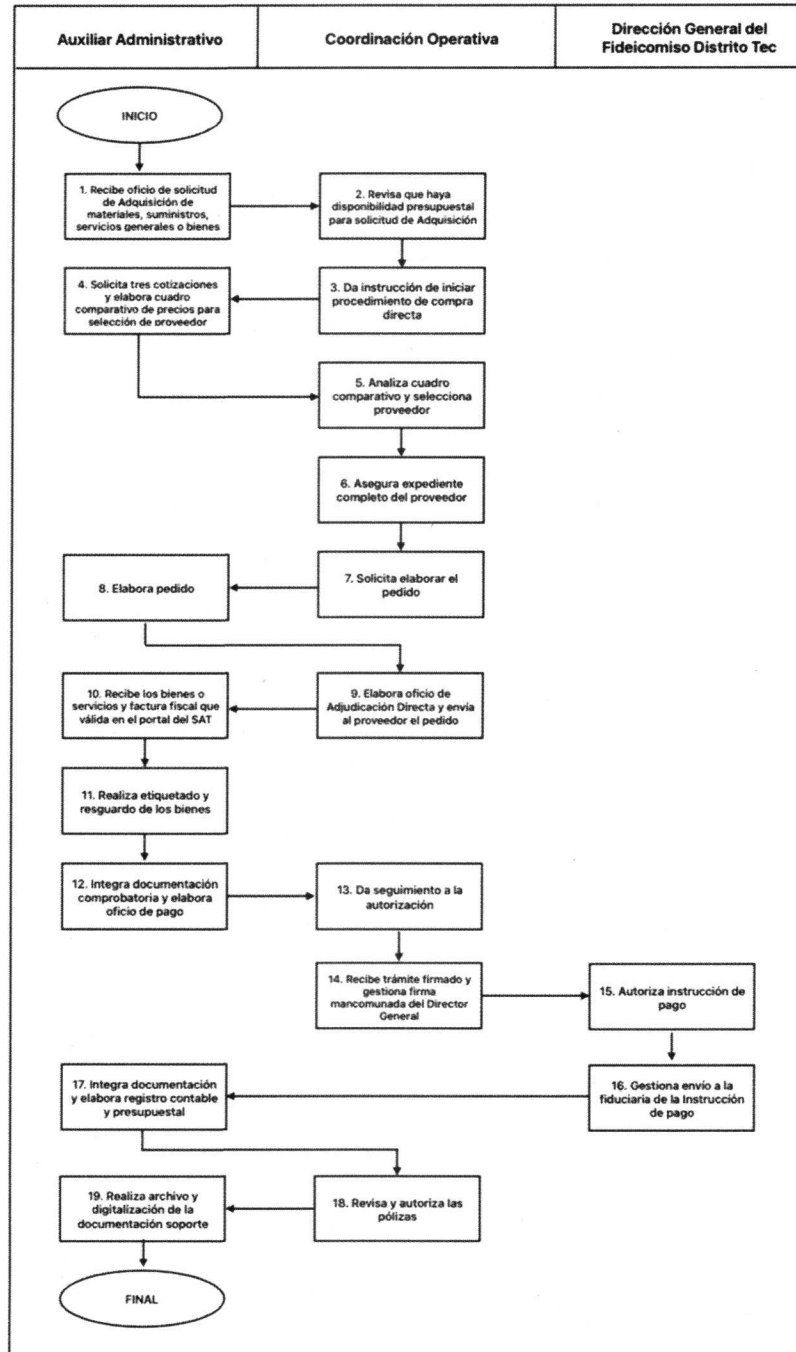 Auxiliar Administrativo
Coordinación Operativa
Dirección General del
Fideicomiso Distrito Tec
INICIO
1. Recibe oficio de solicitud
de Adquisición de
materiales, suministros,
servicios generales o bienes
2. Revisa que haya
disponibilidad presupuestal
para solicitud de Adquisición
3. Da instrucción de iniciar
procedimiento de compra
directa
4. Solicita tres cotizaciones
y elabora cuadro
comparativo de precios para
selección de proveedor
5. Analiza cuadro
comparativo y selecciona
proveedor
6. Asegura expediente
completo del proveedor
7. Solicita elaborar el
pedido
8. Elabora pedido
9. Elabora oficio de
Adjudicación Directa y envía
al proveedor el pedido
10. Recibe los bienes o
servicios y factura fiscal que
válida en el portal del SAT
11. Realiza etiquetado y
resguardo de los bienes
12. Integra documentación
comprobatoria y elabora
oficio de pago
13. Da seguimiento a la
autorización
14. Recibe trámite firmado y
gestiona firma
mancomunada del Director
General
15. Autoriza instrucción de
pago
16. Gestiona envío a la
fiduciaria de la Instrucción
de pago
17. Integra documentación
y elabora registro contable
y presupuestal
18. Revisa y autoriza las
pólizas
19. Realiza archivo y
digitalización de la
documentación soporte
FINAL